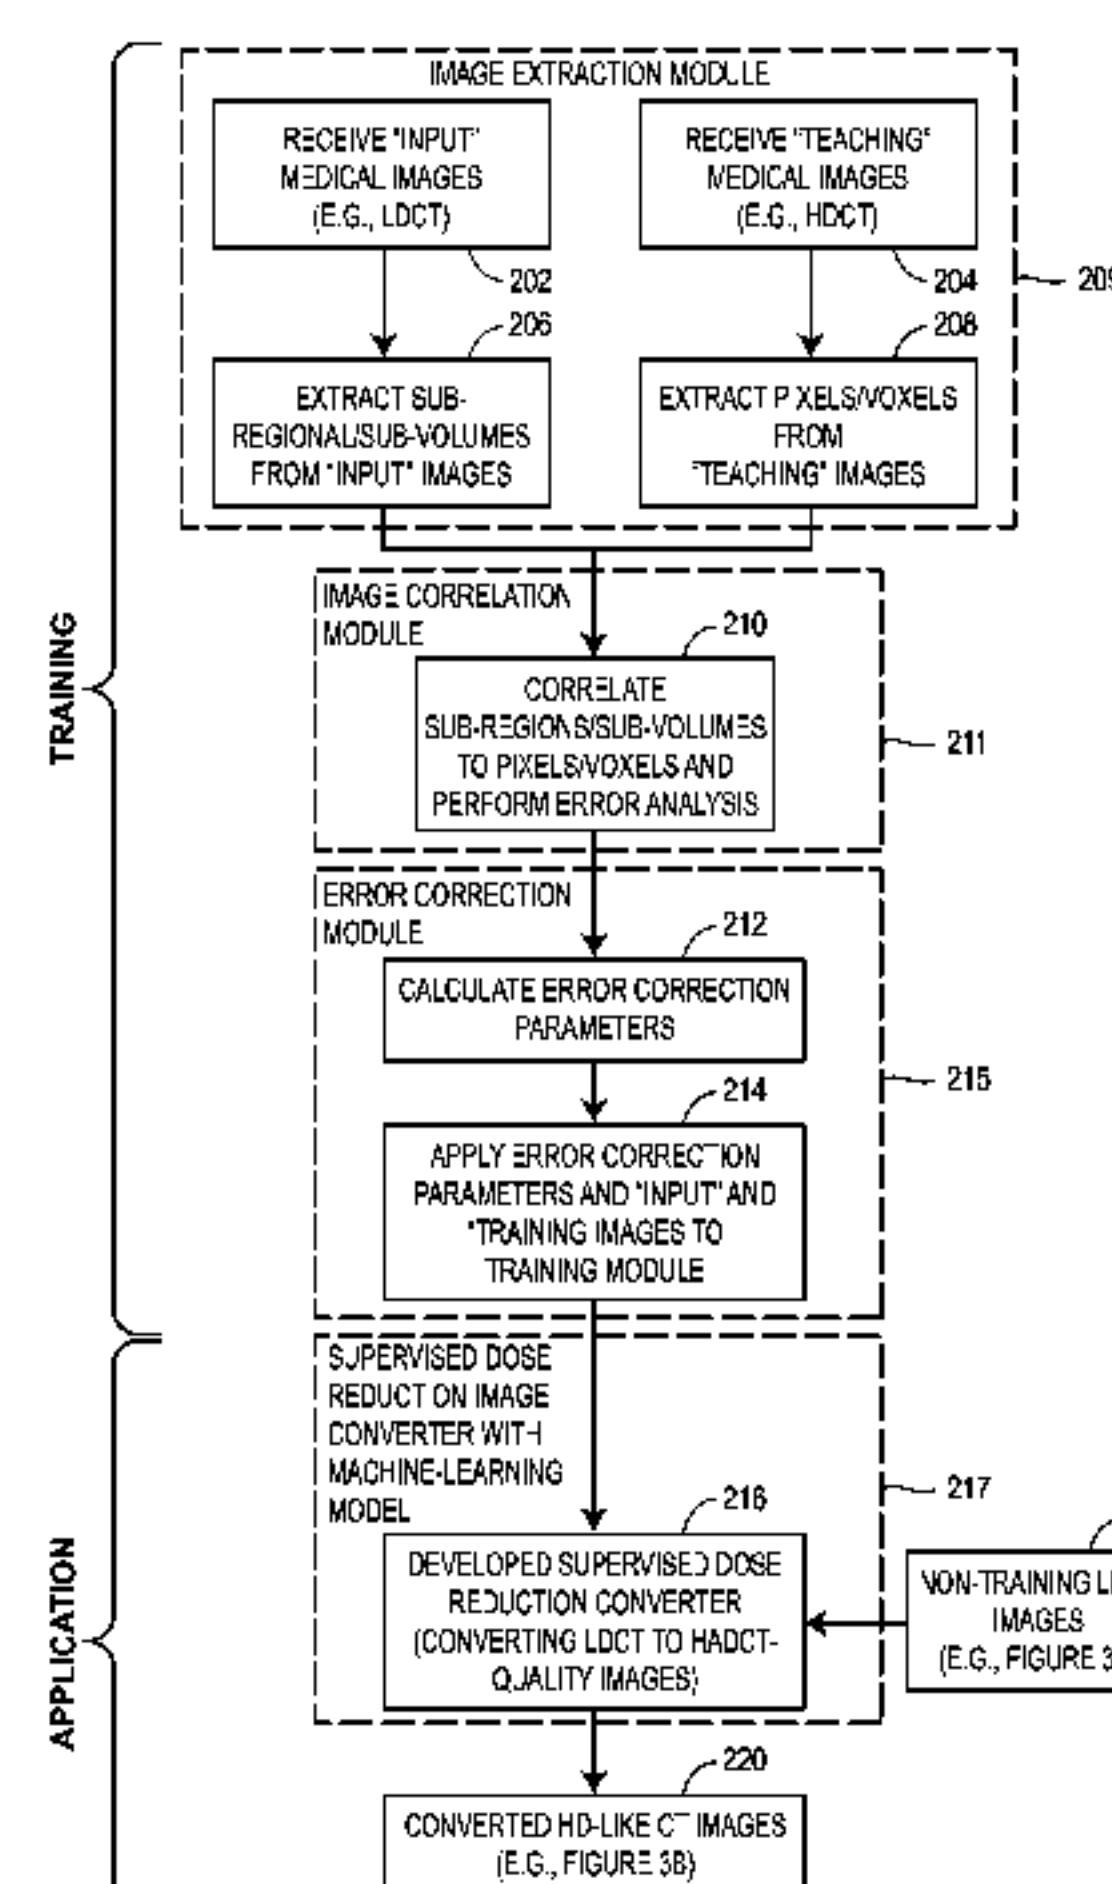 IMAGE EXTRACTION MODULE
RECEIVE "INPUT"
MEDICAL IMAGES
(E.G., LDCT)
202
RECEIVE "TEACHING"
MEDICAL IMAGES
(E.G., HDCT)
204
209
206
EXTRACT SUB-
REGIONAL/SUB-VOLUMES
FROM "INPUT" IMAGES
208
EXTRACT PIXELS/VOXELS
FROM
"TEACHING" IMAGES
TRAINING
IMAGE CORRELATION
MODULE
210
CORRELATE
SUB-REGIONS/SUB-VOLUMES
TO PIXELS/VOXELS AND
PERFORM ERROR ANALYSIS
211
ERROR CORRECTION
MODULE
212
CALCULATE ERROR CORRECTION
PARAMETERS
215
214
APPLY ERROR CORRECTION
PARAMETERS AND "INPUT" AND
"TRAINING IMAGES TO
TRAINING MODULE
APPLICATION
SUPERVISED DOSE
REDUCTION IMAGE
CONVERTER WITH
MACHINE-LEARNING
MODEL
217
216
DEVELOPED SUPERVISED DOSE
REDUCTION CONVERTER
(CONVERTING LDCT TO HADCT-
QUALITY IMAGES)
NON-TRAINING
IMAGES
(E.G., FIGURE
220
CONVERTED HD-LIKE CT IMAGES
(E.G., FIGURE 3B)